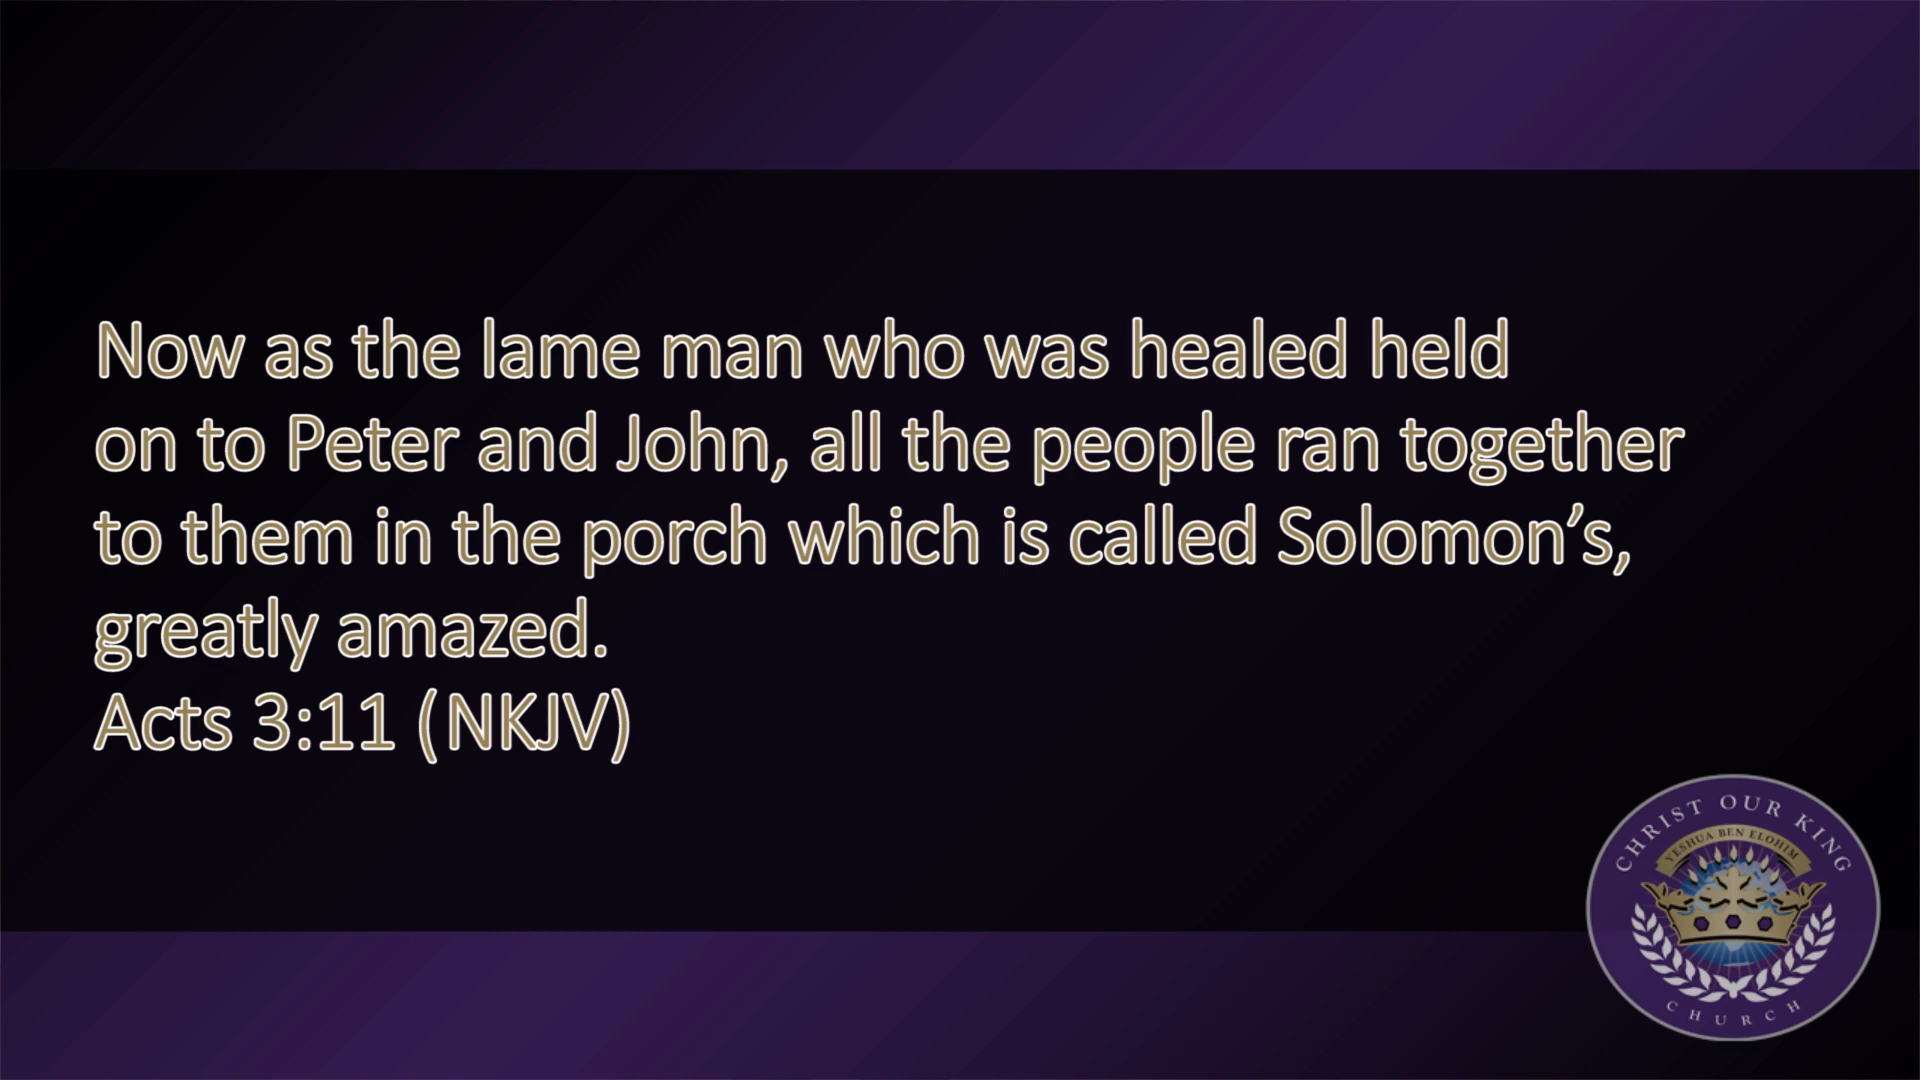 Now as the lame man who was healed held
on to Peter and John, all the people ran together
to them in the porch which is called Solomon’s,
greatly amazed.
Acts 3:11 (NKJV)
CHRIST OUR KING
YESHUA BEN ELOHIM
CHURCH